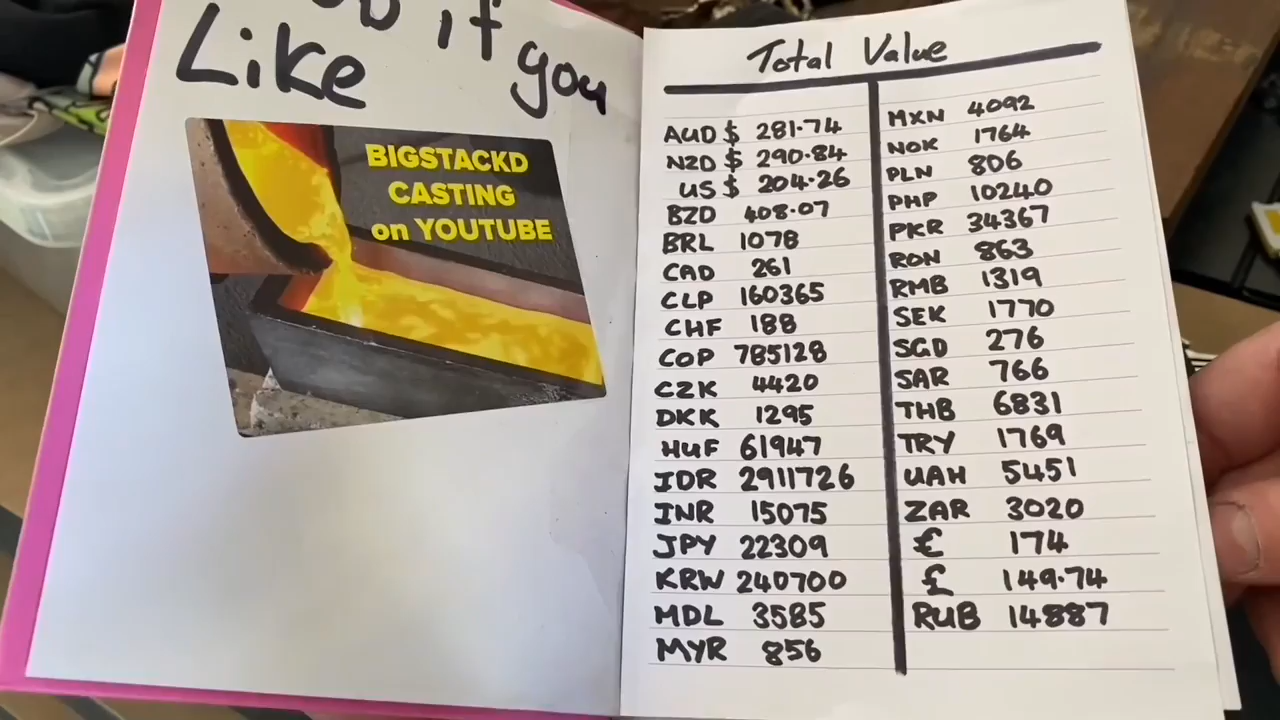 if you
Like
BIGSTACKD
CASTING
on YOUTUBE
Total Value
AUD $ 281.74
NZD $ 290.84
US $ 204.26
BZD 408.07
BRL 1078
CAD 261
CLP 160365
CHF 188
COP 785128
CZK 4420
DKK 1295
HUF 61947
IDR 2911726
INR 15075
JPY 22309
KRW 240700
MDL 3585
MYR 856
MXN 4092
NOK 1764
PLN 806
PHP 10240
PKR 34367
RON 863
RMB 1319
SEK 1770
SGD 276
SAR 766
THB 6831
TRY 1769
UAH 5451
ZAR 3020
€ 174
£ 149.74
RUB 14887